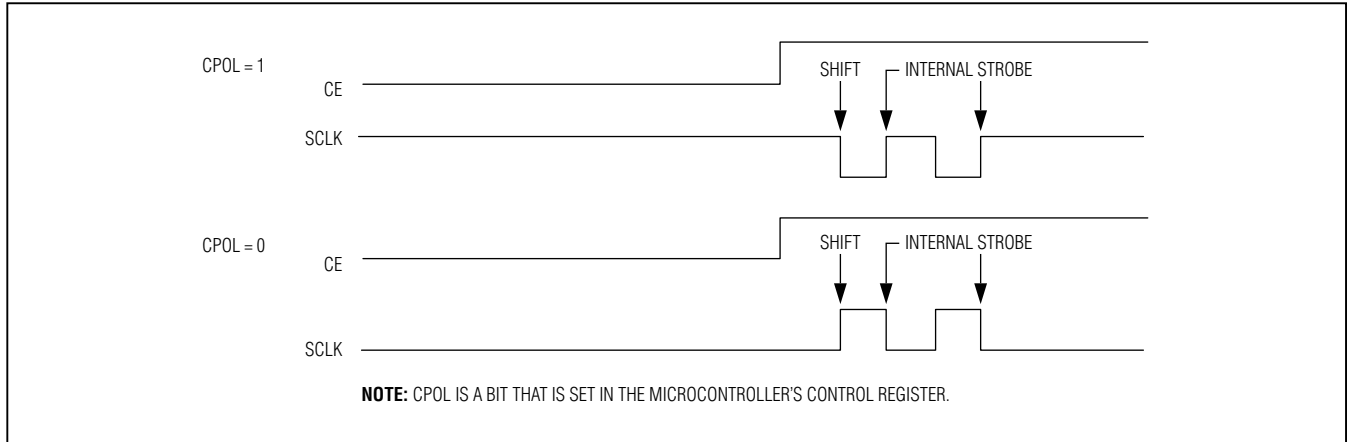 CPOL = 1
CE
SHIFT
INTERNAL STROBE
SCLK
CPOL = 0
CE
SHIFT
INTERNAL STROBE
SCLK
NOTE: CPOL IS A BIT THAT IS SET IN THE MICROCONTROLLER'S CONTROL REGISTER.